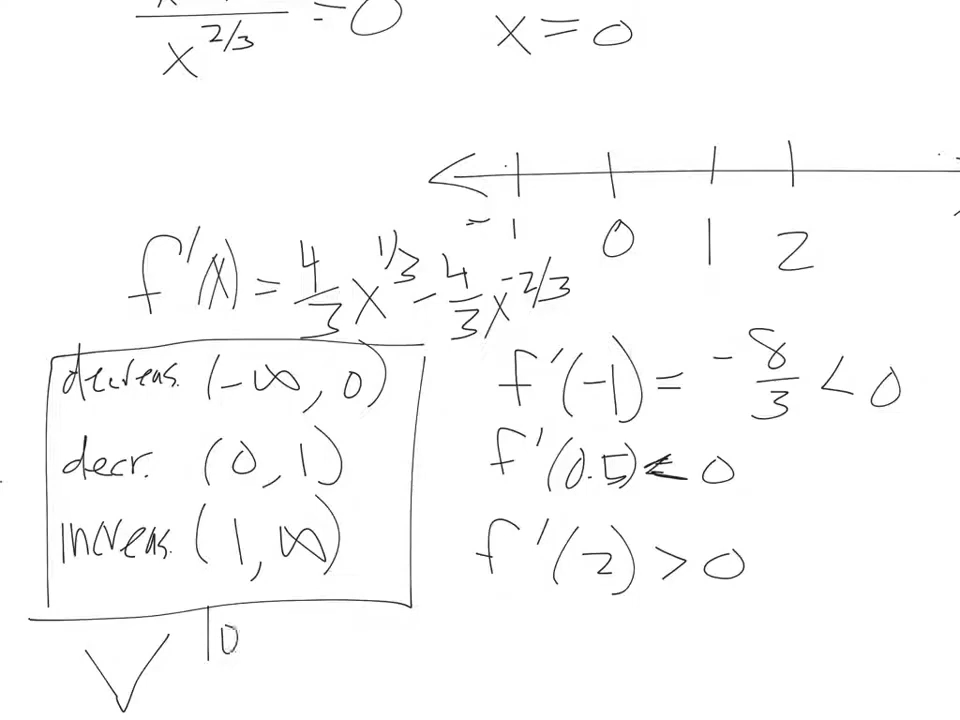 x^{2/3} = 0
x = 0
-1 0 1 2
f'(x) = 4/3 x^{1/3} - 4/3 x^{-2/3}
decreas. (-∞, 0)
decr. (0, 1)
increas. (1, ∞)
f'(-1) = -8/3 < 0
f'(0.5) < 0
f'(2) > 0
10